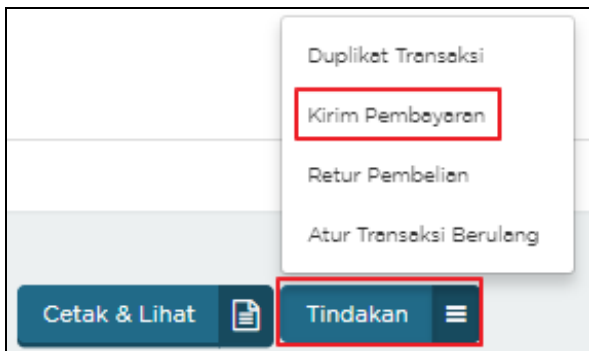 Duplikat Transaksi
Kirim Pembayaran
Retur Pembelian
Atur Transaksi Berulang
Cetak & Lihat
Tindakan